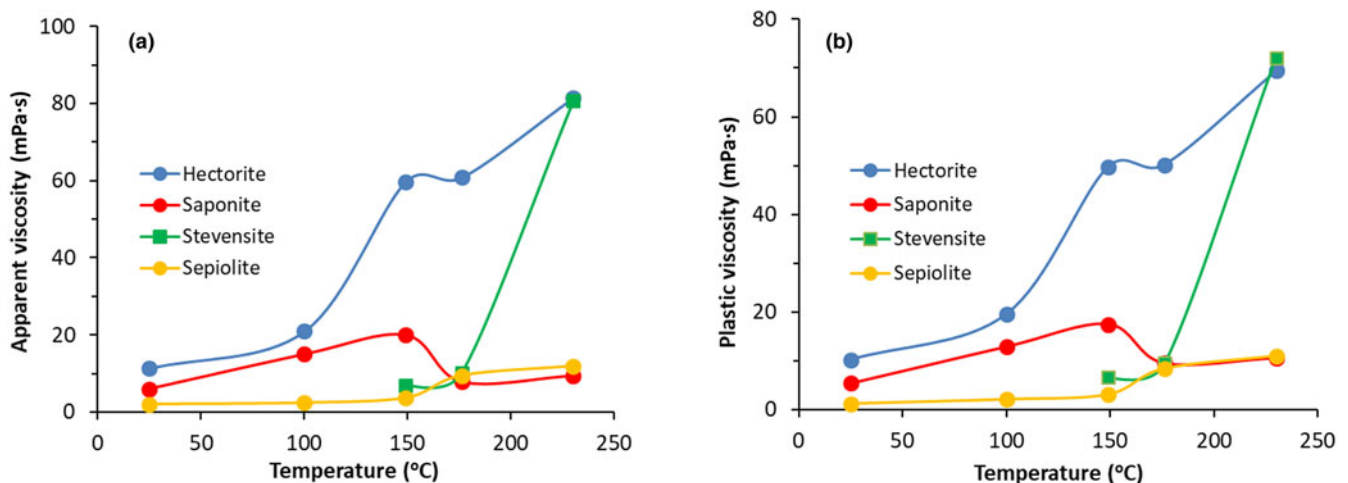 (a)
Apparent viscosity (mPa·s)
100
80
60
40
20
0
Hectorite
Saponite
Stevensite
Sepiolite
0 50 100 150 200 250
Temperature (°C)
(b)
Plastic viscosity (mPa·s)
80
60
40
20
0
Hectorite
Saponite
Stevensite
Sepiolite
0 50 100 150 200 250
Temperature (°C)